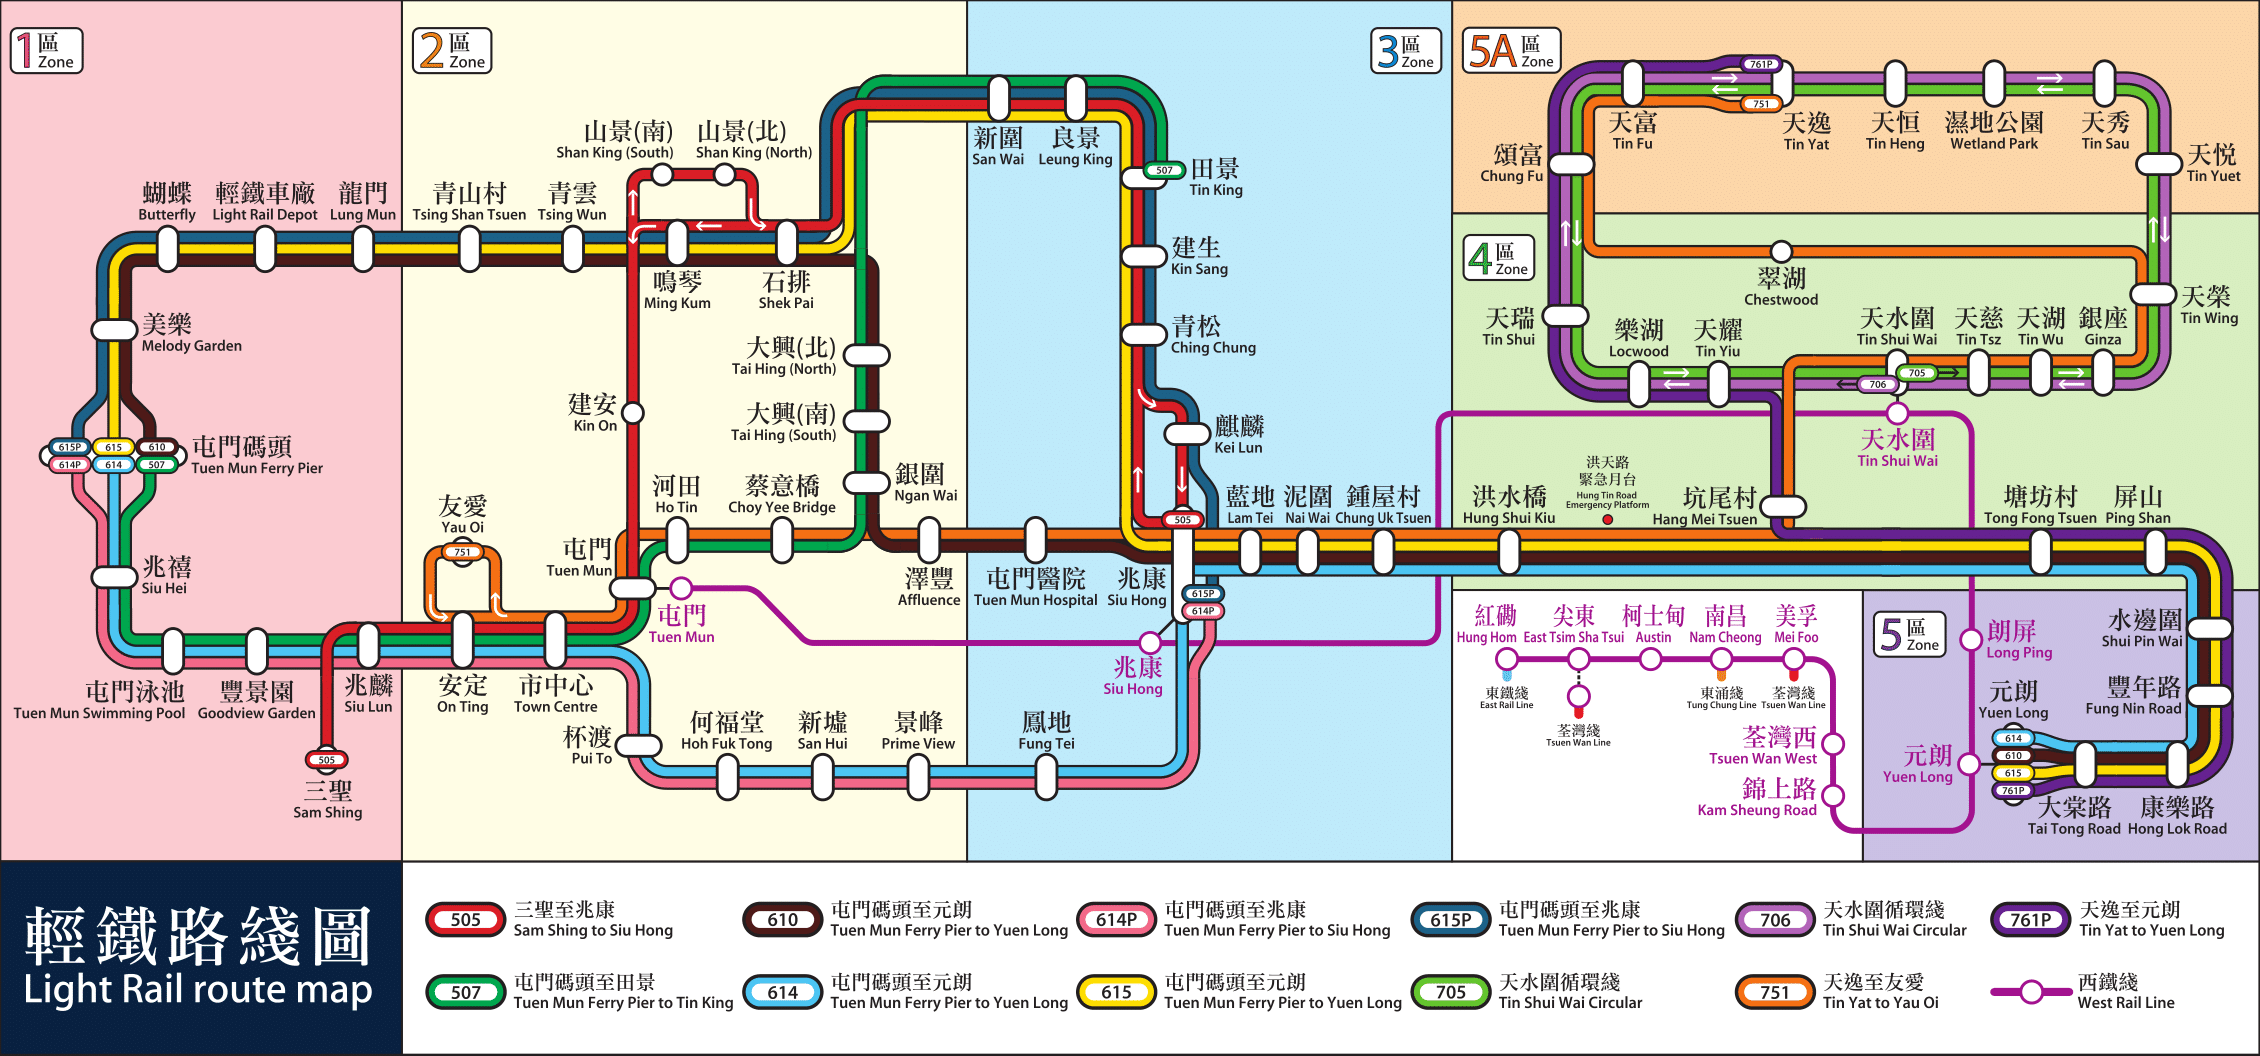 1 區
Zone
2 區
Zone
3 區
Zone
5A 區
Zone
4 區
Zone
5 區
Zone
蝴蝶
Butterfly
輕鐵車廠
Light Rail Depot
龍門
Lung Mun
青山村
Tsing Shan Tsuen
青雲
Tsing Wun
山景(南)
Shan King (South)
山景(北)
Shan King (North)
鳴琴
Ming Kum
石排
Shek Pai
美樂
Melody Garden
615P
615
610
614P
614
507
屯門碼頭
Tuen Mun Ferry Pier
兆禧
Siu Hei
屯門泳池
Tuen Mun Swimming Pool
豐景園
Goodview Garden
兆麟
Siu Lun
505
三聖
Sam Shing
大興(北)
Tai Hing (North)
大興(南)
Tai Hing (South)
建安
Kin On
銀圍
Ngan Wai
河田
Ho Tin
蔡意橋
Choy Yee Bridge
友愛
Yau Oi
751
屯門
Tuen Mun
屯門
Tuen Mun
安定
On Ting
市中心
Town Centre
澤豐
Affluence
屯門醫院
Tuen Mun Hospital
杯渡
Pui To
何福堂
Hoh Fuk Tong
新墟
San Hui
景峰
Prime View
鳳地
Fung Tei
新圍
San Wai
良景
Leung King
507
田景
Tin King
建生
Kin Sang
青松
Ching Chung
麒麟
Kei Lun
505
兆康
Siu Hong
615P
614P
兆康
Siu Hong
藍地
Lam Tei
泥圍
Nai Wai
鍾屋村
Chung Uk Tsuen
洪水橋
Hung Shui Kiu
洪天路
緊急月台
Hung Tin Road
Emergency Platform
坑尾村
Hang Mei Tsuen
塘坊村
Tong Fong Tsuen
屏山
Ping Shan
761P
751
天富
Tin Fu
天逸
Tin Yat
天恒
Tin Heng
濕地公園
Wetland Park
天秀
Tin Sau
頌富
Chung Fu
天悅
Tin Yuet
翠湖
Chestwood
天瑞
Tin Shui
樂湖
Locwood
天耀
Tin Yiu
天水圍
Tin Shui Wai
天慈
Tin Tsz
天湖
Tin Wu
銀座
Ginza
天榮
Tin Wing
705
706
天水圍
Tin Shui Wai
水邊圍
Shui Pin Wai
豐年路
Fung Nin Road
朗屏
Long Ping
元朗
Yuen Long
614
610
615
761P
元朗
Yuen Long
大棠路
Tai Tong Road
康樂路
Hong Lok Road
紅磡
Hung Hom
尖東
East Tsim Sha Tsui
柯士甸
Austin
南昌
Nam Cheong
美孚
Mei Foo
東鐵綫
East Rail Line
荃灣綫
Tsuen Wan Line
東涌綫
Tung Chung Line
荃灣綫
Tsuen Wan Line
荃灣西
Tsuen Wan West
錦上路
Kam Sheung Road
輕鐵路綫圖
Light Rail route map
505 三聖至兆康
Sam Shing to Siu Hong
610 屯門碼頭至元朗
Tuen Mun Ferry Pier to Yuen Long
614P 屯門碼頭至兆康
Tuen Mun Ferry Pier to Siu Hong
615P 屯門碼頭至兆康
Tuen Mun Ferry Pier to Siu Hong
706 天水圍循環綫
Tin Shui Wai Circular
761P 天逸至元朗
Tin Yat to Yuen Long
507 屯門碼頭至田景
Tuen Mun Ferry Pier to Tin King
614 屯門碼頭至元朗
Tuen Mun Ferry Pier to Yuen Long
615 屯門碼頭至元朗
Tuen Mun Ferry Pier to Yuen Long
705 天水圍循環綫
Tin Shui Wai Circular
751 天逸至友愛
Tin Yat to Yau Oi
西鐵綫
West Rail Line